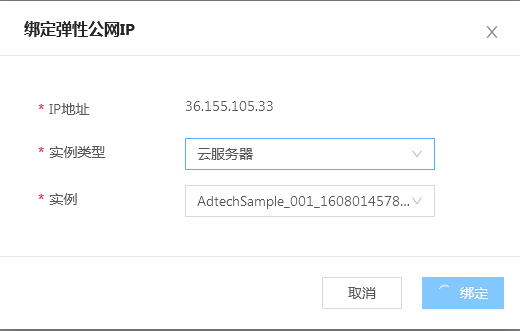 绑定弹性公网IP
* IP地址 36.155.105.33
* 实例类型 云服务器
* 实例 AdtechSample_001_1608014578...
取消 绑定